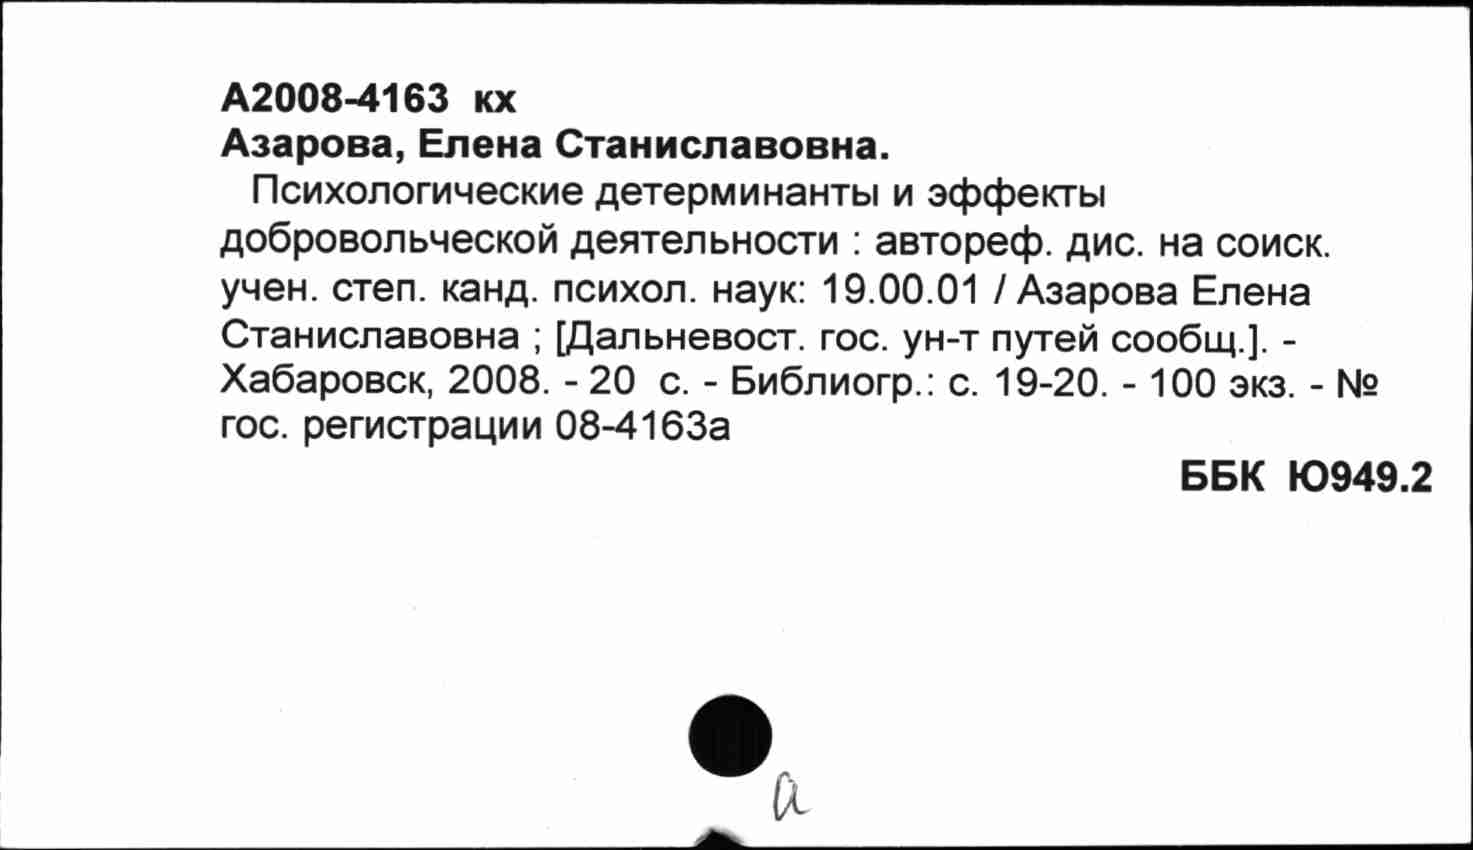 А2008-4163 кх
Азарова, Елена Станиславовна.
Психологические детерминанты и эффекты
добровольческой деятельности : автореф. дис. на соиск.
учен. степ. канд. психол. наук: 19.00.01 / Азарова Елена
Станиславовна ; [Дальневост. гос. ун-т путей сообщ.]. -
Хабаровск, 2008. - 20 с. - Библиогр.: с. 19-20. - 100 экз. - №
гос. регистрации 08-4163а
ББК Ю949.2
а